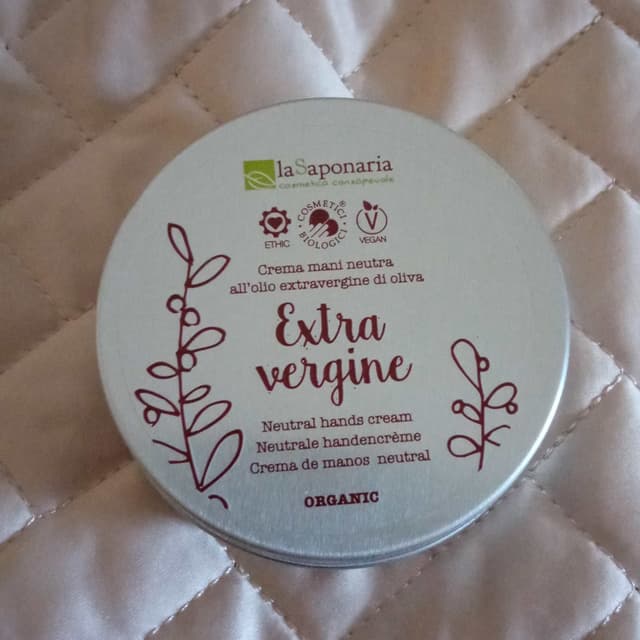 laSaponaria
cosmetica consapevole
ETHIC
COSMETICI BIOLOGICI®
VEGAN
Crema mani neutra
all'olio extravergine di oliva
Extra
vergine
Neutral hands cream
Neutrale handencrème
Crema de manos neutral
ORGANIC